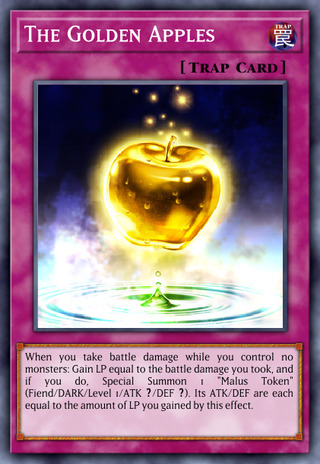 The Golden Apples
TRAP
罠
[ Trap Card ]
When you take battle damage while you control no
monsters: Gain LP equal to the battle damage you took, and
if you do, Special Summon 1 "Malus Token"
(Fiend/DARK/Level 1/ATK ?/DEF ?). Its ATK/DEF are each
equal to the amount of LP you gained by this effect.